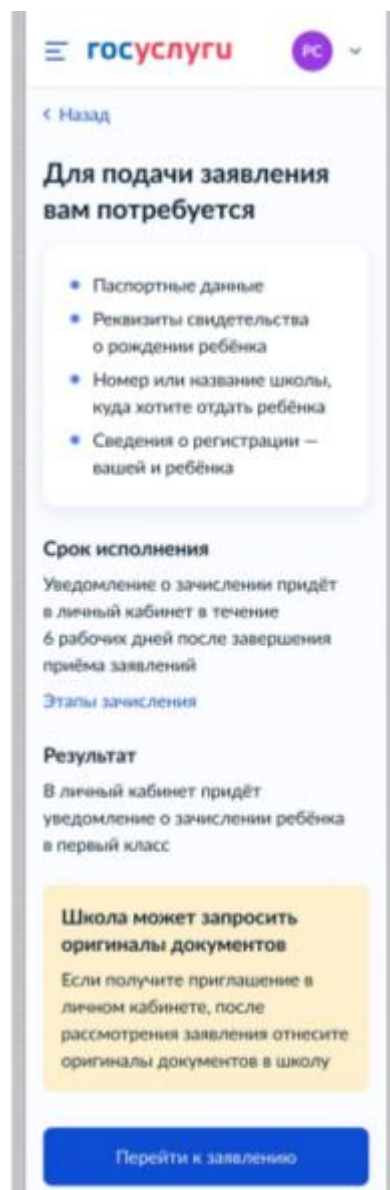 госуслуги
РС
Назад
Для подачи заявления
вам потребуется
Паспортные данные
Реквизиты свидетельства
о рождении ребёнка
Номер или название школы,
куда хотите отдать ребёнка
Сведения о регистрации —
вашей и ребёнка
Срок исполнения
Уведомление о зачислении придёт
в личный кабинет в течение
6 рабочих дней после завершения
приёма заявлений
Этапы зачисления
Результат
В личный кабинет придёт
уведомление о зачислении ребёнка
в первый класс
Школа может запросить
оригиналы документов
Если получите приглашение в
личном кабинете, после
рассмотрения заявления отнесите
оригиналы документов в школу
Перейти к заявлению